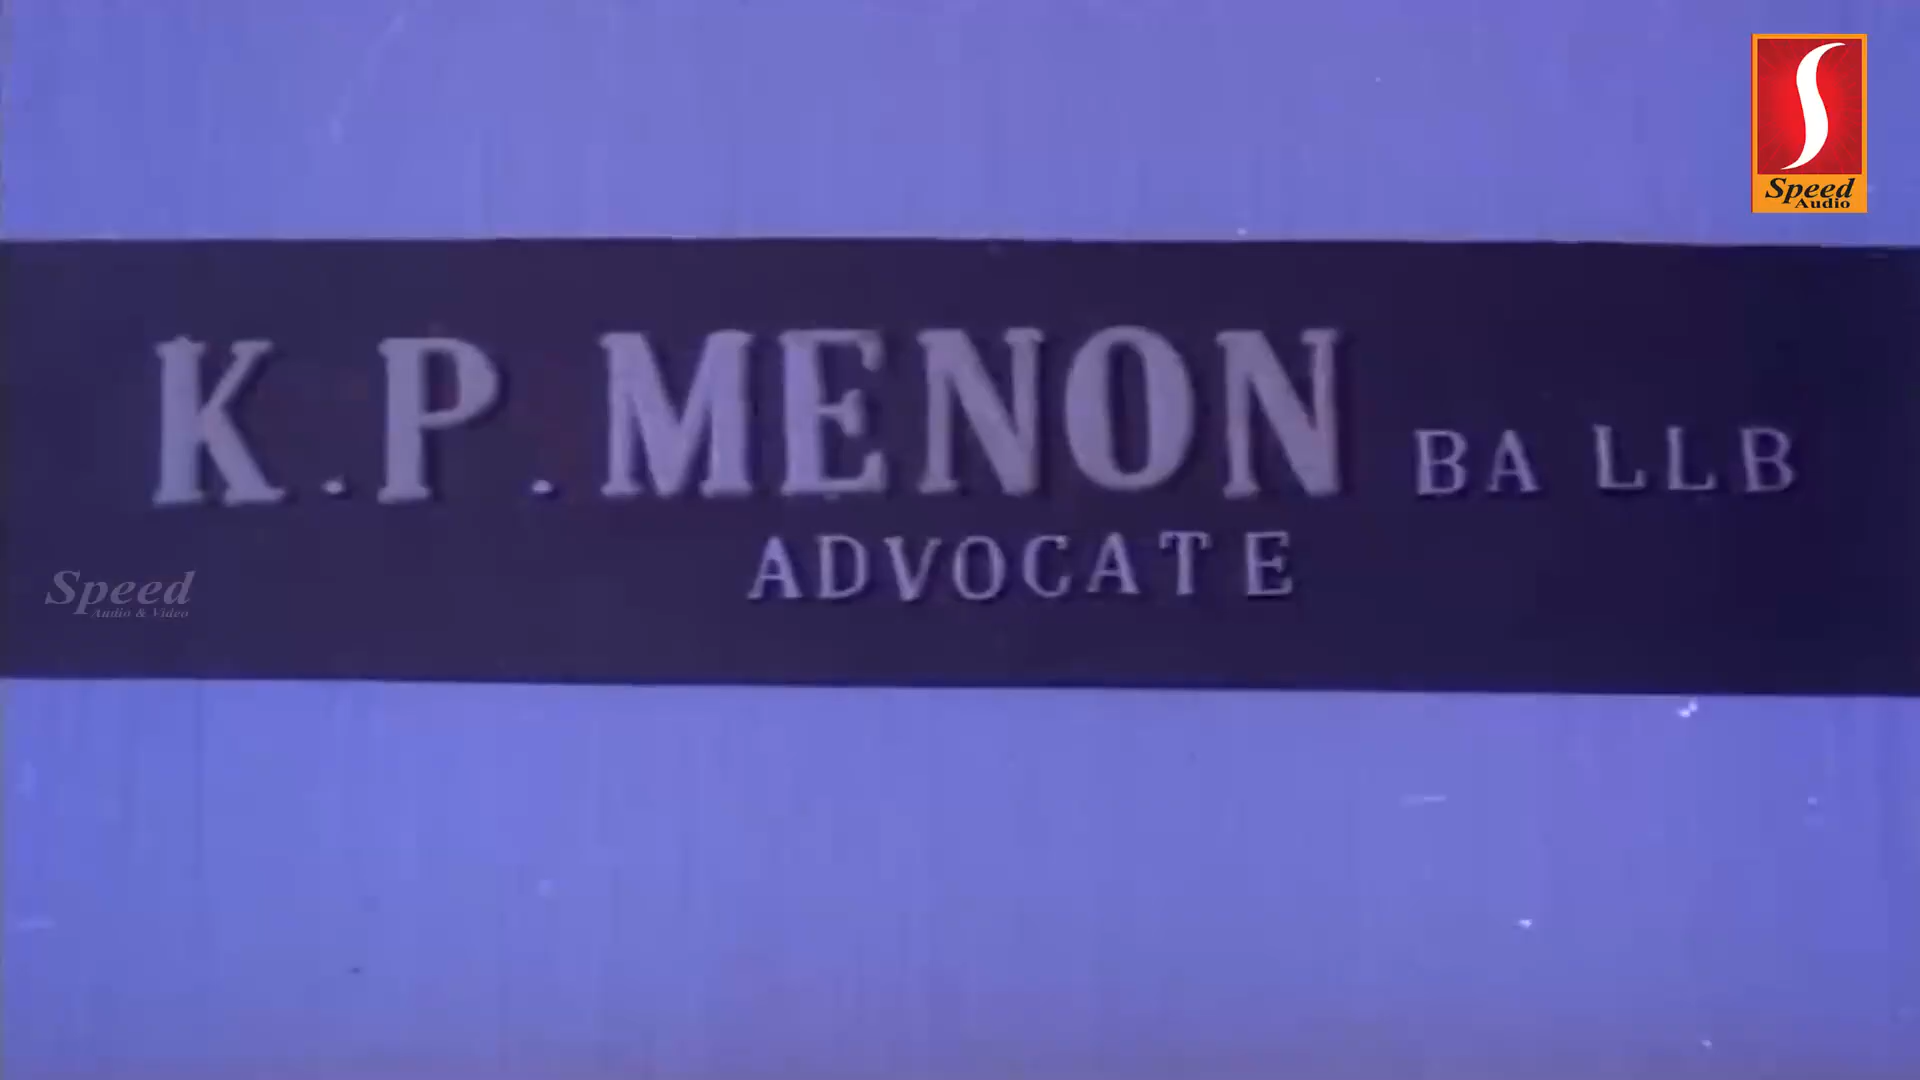 Speed
Audio
K.P.MENON BA LLB
ADVOCATE
Speed
Audio & Video